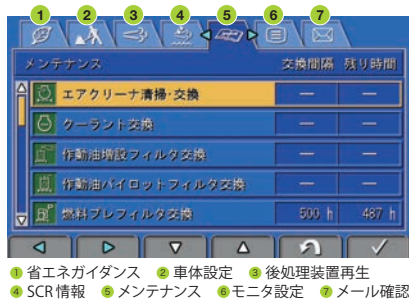 1 2 3 4 5 6 7
メンテナンス 交換間隔 残り時間
エアクリーナ清掃・交換 — —
クーラント交換 — —
作動油増設フィルタ交換 — —
作動油パイロットフィルタ交換 — —
燃料プレフィルタ交換 500 h 487 h
1 省エネガイダンス 2 車体設定 3 後処理装置再生
4 SCR情報 5 メンテナンス 6 モニタ設定 7 メール確認